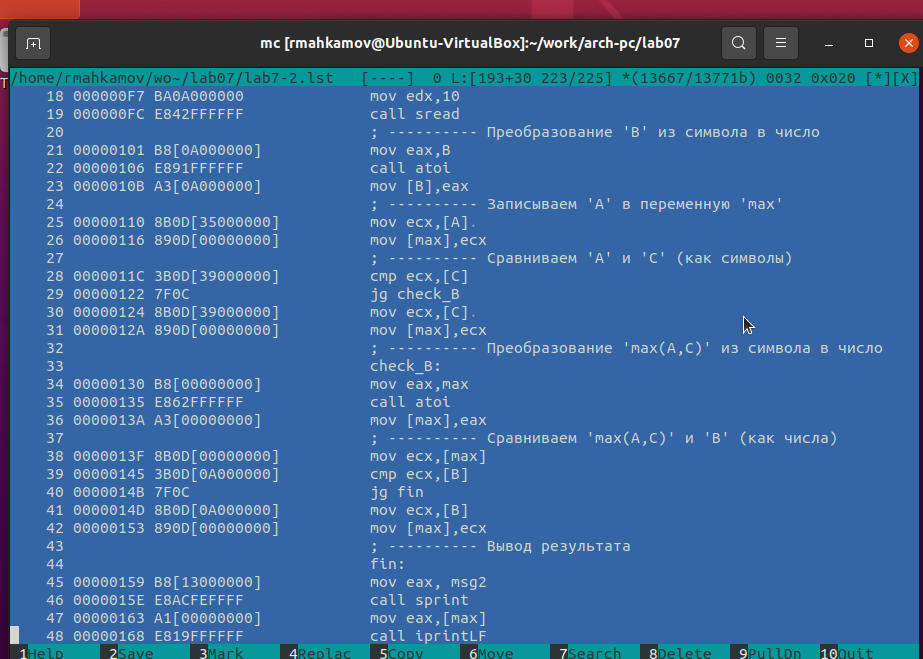 mc [rmahkamov@Ubuntu-VirtualBox]:~/work/arch-pc/lab07
/home/rmahkamov/wo~/lab07/lab7-2.lst [----] 0 L:[193+30 223/225] *(13667/13771b) 0032 0x020 [*][X]
18 000000F7 BA0A000000 mov edx,10
19 000000FC E842FFFFFF call sread
20 ; ---------- Преобразование 'B' из символа в число
21 00000101 B8[0A000000] mov eax,B
22 00000106 E891FFFFFF call atol
23 0000010B A3[0A000000] mov [B],eax
24 ; ---------- Записываем 'A' в переменную 'max'
25 00000110 8B0D[35000000] mov ecx,[A].
26 00000116 890D[00000000] mov [max],ecx
27 ; ---------- Сравниваем 'A' и 'C' (как символы)
28 0000011C 3B0D[39000000] cmp ecx,[C]
29 00000122 7F0C jg check_B
30 00000124 8B0D[39000000] mov ecx,[C].
31 0000012A 890D[00000000] mov [max],ecx
32 ; ---------- Преобразование 'max(A,C)' из символа в число
33 check_B:
34 00000130 B8[00000000] mov eax,max
35 00000135 E862FFFFFF call atol
36 0000013A A3[00000000] mov [max],eax
37 ; ---------- Сравниваем 'max(A,C)' и 'B' (как числа)
38 0000013F 8B0D[00000000] mov ecx,[max]
39 00000145 3B0D[0A000000] cmp ecx,[B]
40 0000014B 7F0C jg fin
41 0000014D 8B0D[0A000000] mov ecx,[B]
42 00000153 890D[00000000] mov [max],ecx
43 ; ---------- Вывод результата
44 fin:
45 00000159 B8[13000000] mov eax, msg2
46 0000015E E8ACFEFFFF call sprint
47 00000163 A1[00000000] mov eax,[max]
48 00000168 E819FFFFFF call iprintLF
1Help 2Save 3Mark 4Replac 5Copy 6Move 7Search 8Delete 9PullDn 10Quit